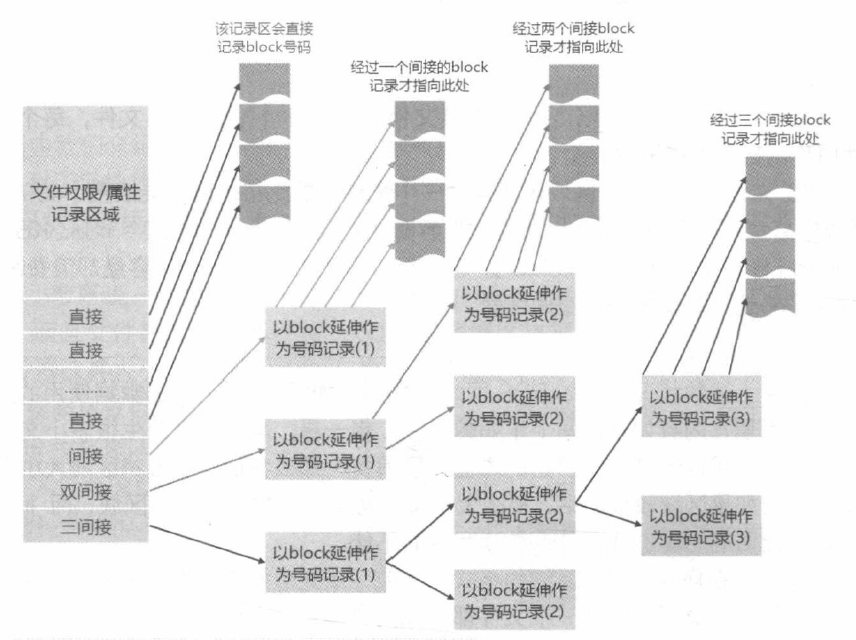 该记录区会直接
记录block号码
经过一个间接的block
记录才指向此处
经过两个间接block
记录才指向此处
经过三个间接block
记录才指向此处
文件权限/属性
记录区域
直接
直接
..........
直接
间接
双间接
三间接
以block延伸作
为号码记录(1)
以block延伸作
为号码记录(1)
以block延伸作
为号码记录(1)
以block延伸作
为号码记录(2)
以block延伸作
为号码记录(2)
以block延伸作
为号码记录(2)
以block延伸作
为号码记录(2)
以block延伸作
为号码记录(3)
以block延伸作
为号码记录(3)